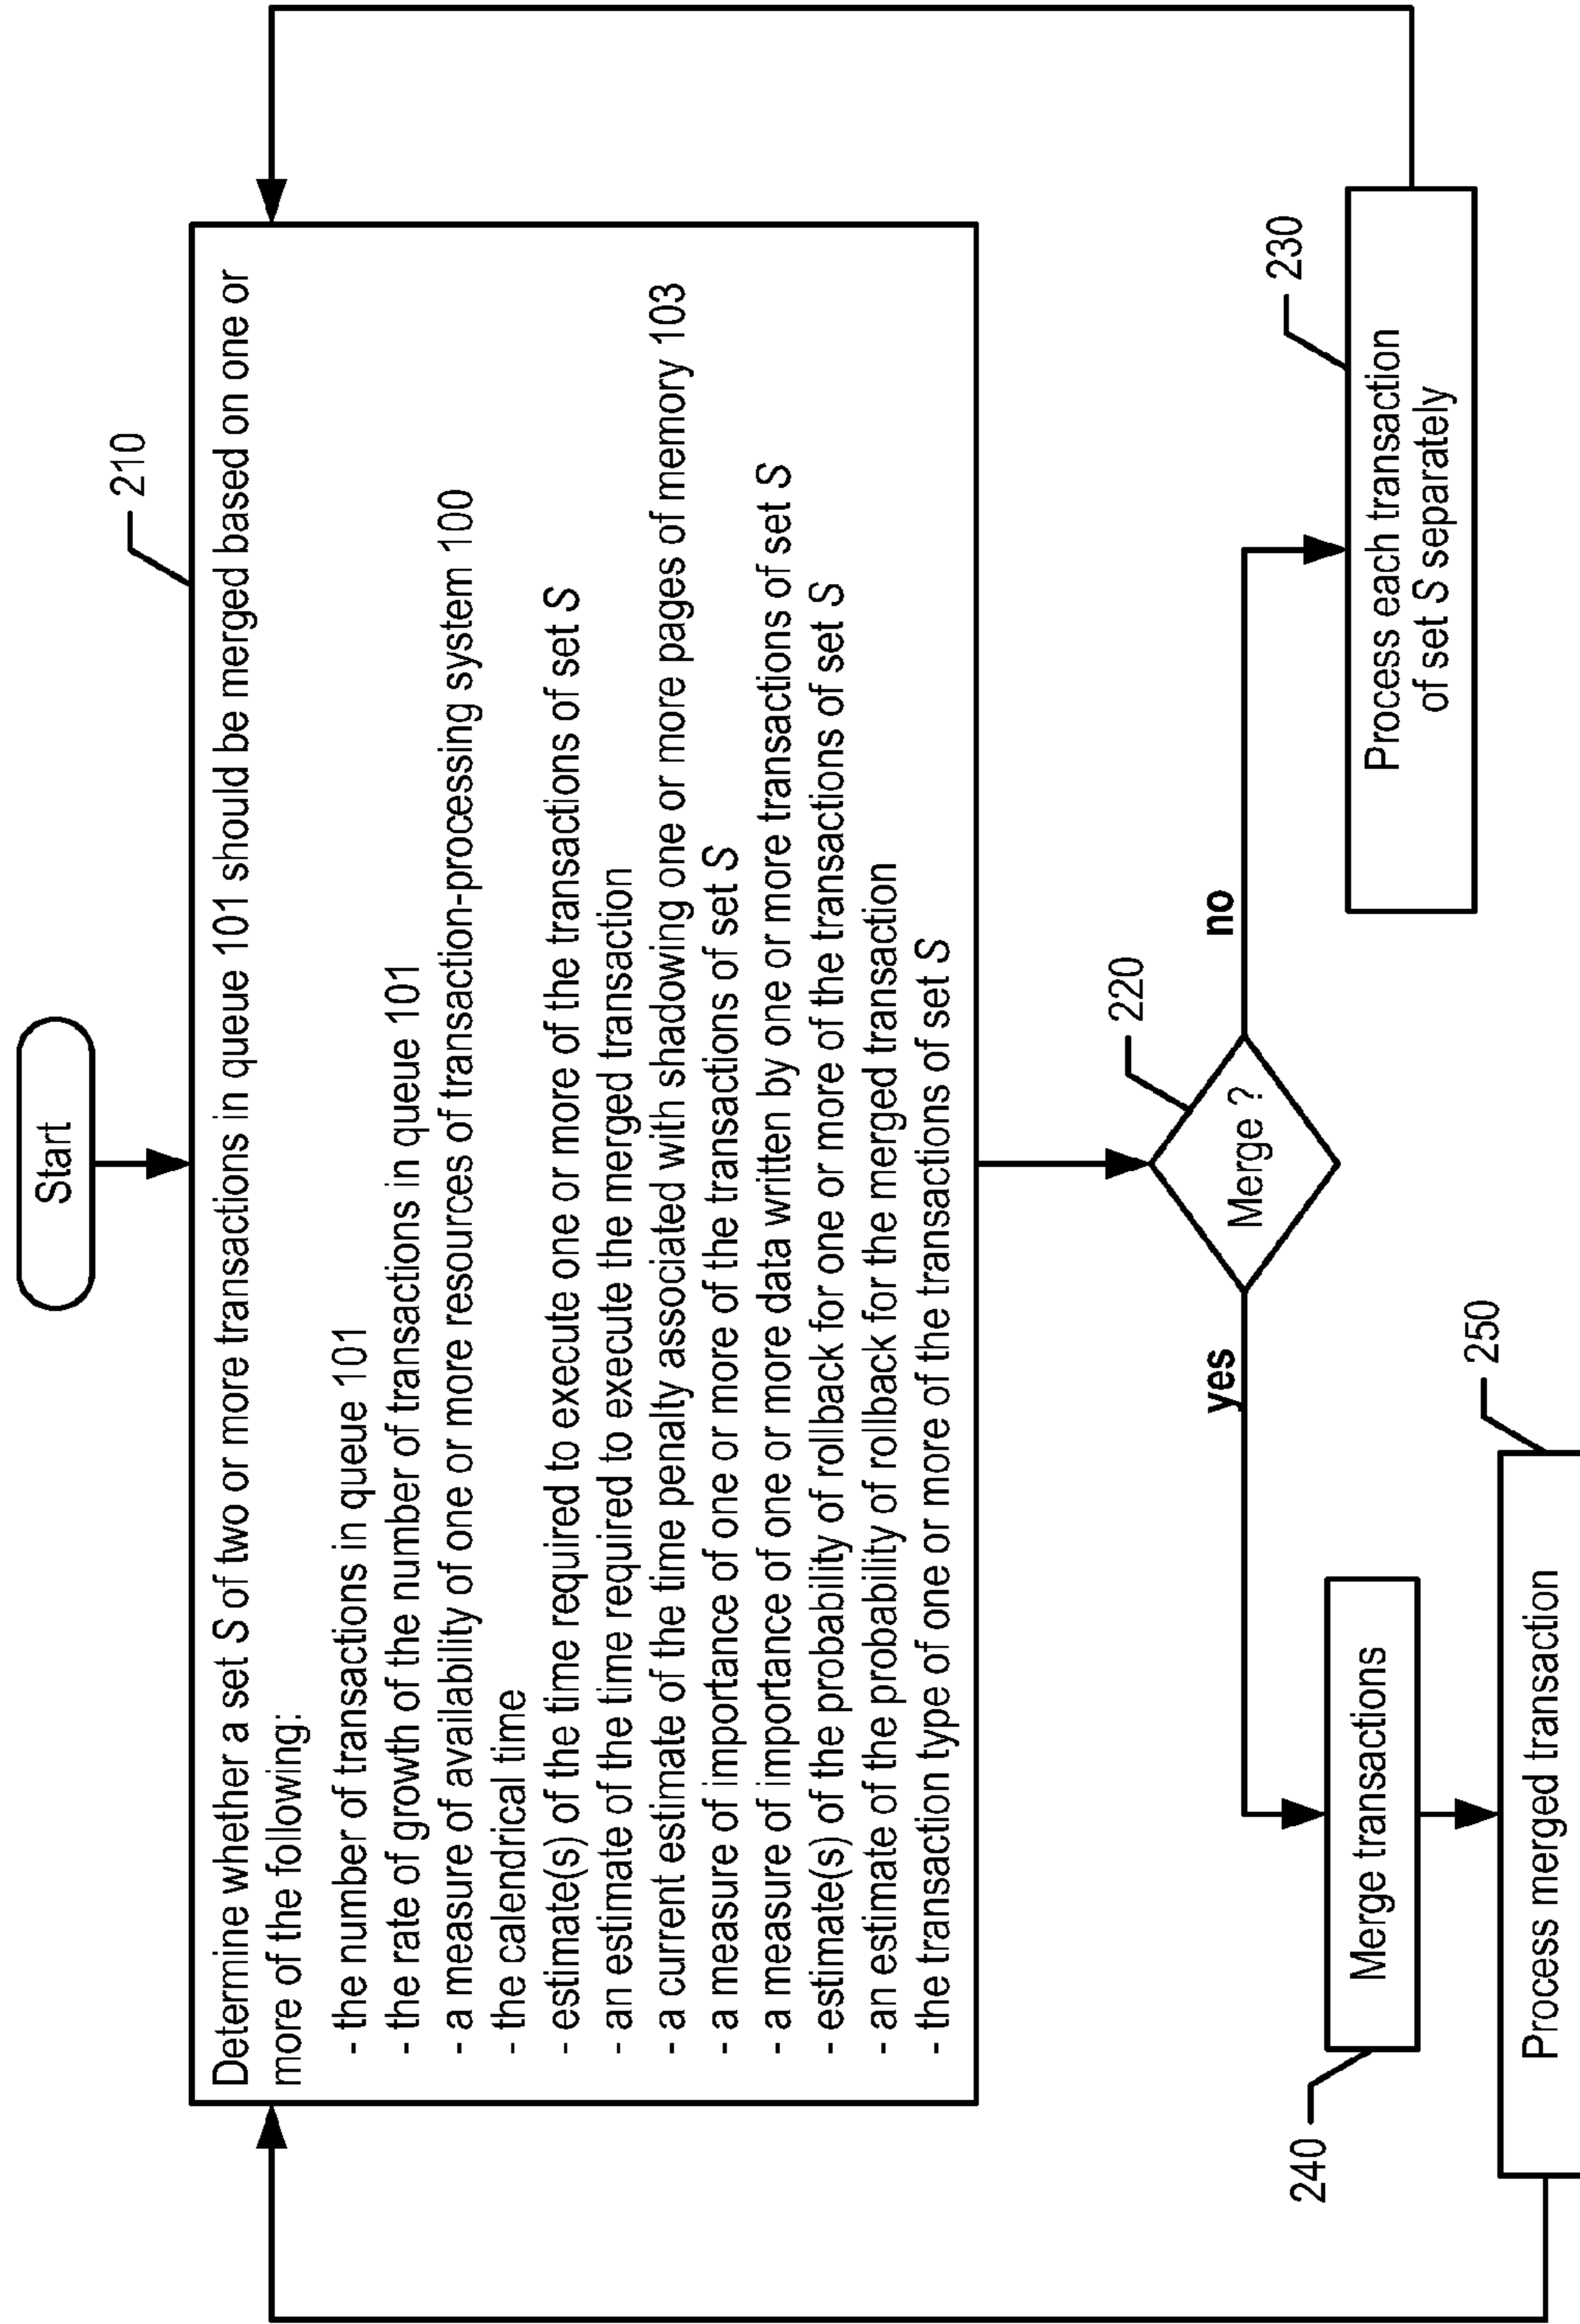 Start
210
Determine whether a set S of two or more transactions in queue 101 should be merged based on one or
more of the following:
- the number of transactions in queue 101
- the rate of growth of the number of transactions in queue 101
- a measure of availability of one or more resources of transaction-processing system 100
- the calendrical time
- estimate(s) of the time required to execute one or more of the transactions of set S
- an estimate of the time required to execute the merged transaction
- a current estimate of the time penalty associated with shadowing one or more pages of memory 103
- a measure of importance of one or more of the transactions of set S
- a measure of importance of one or more data written by one or more transactions of set S
- estimate(s) of the probability of rollback for one or more of the transactions of set S
- an estimate of the probability of rollback for the merged transaction
- the transaction type of one or more of the transactions of set S
220
Merge ?
yes
no
230
Process each transaction
of set S separately
240
Merge transactions
250
Process merged transaction